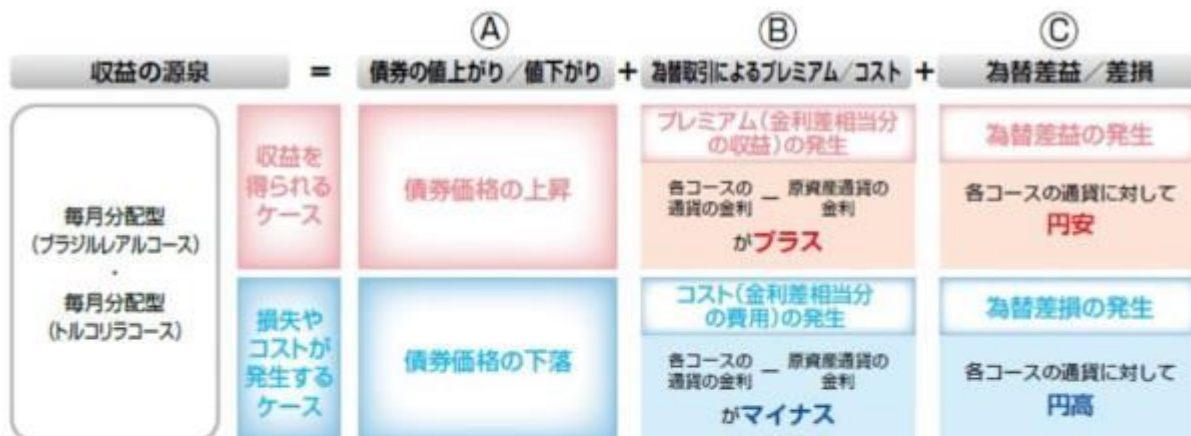 Ⓐ
Ⓑ
Ⓒ
収益の源泉 = 債券の値上がり/値下がり + 為替取引によるプレミアム/コスト + 為替差益/差損
毎月分配型
(ブラジルレアルコース)
・
毎月分配型
(トルコリラコース)
収益を
得られる
ケース
債券価格の上昇
プレミアム(金利差相当分
の収益)の発生
各コースの
通貨の金利
－
原資産通貨の
金利
がプラス
為替差益の発生
各コースの通貨に対して
円安
損失や
コストが
発生する
ケース
債券価格の下落
コスト(金利差相当分
の費用)の発生
各コースの
通貨の金利
－
原資産通貨の
金利
がマイナス
為替差損の発生
各コースの通貨に対して
円高